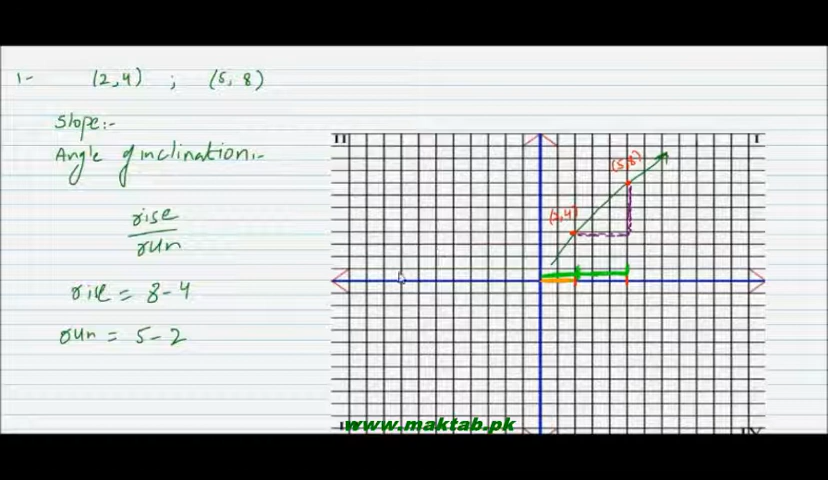 1- (2,4) ; (5, 8)
Slope:-
Angle of inclination:-
rise
run
rise = 8-4
run = 5-2
II
I
(5,8)
(2,4)
www.maktab.pk
IV